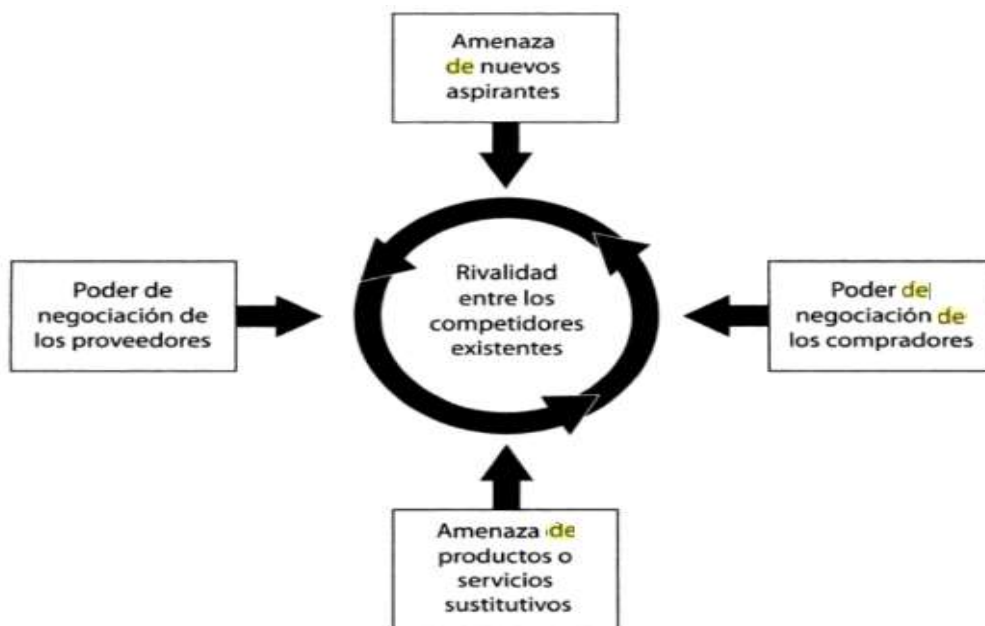 Amenaza
de nuevos
aspirantes
Poder de
negociación de
los proveedores
Rivalidad
entre los
competidores
existentes
Poder de
negociación de
los compradores
Amenaza de
productos o
servicios
sustitutivos